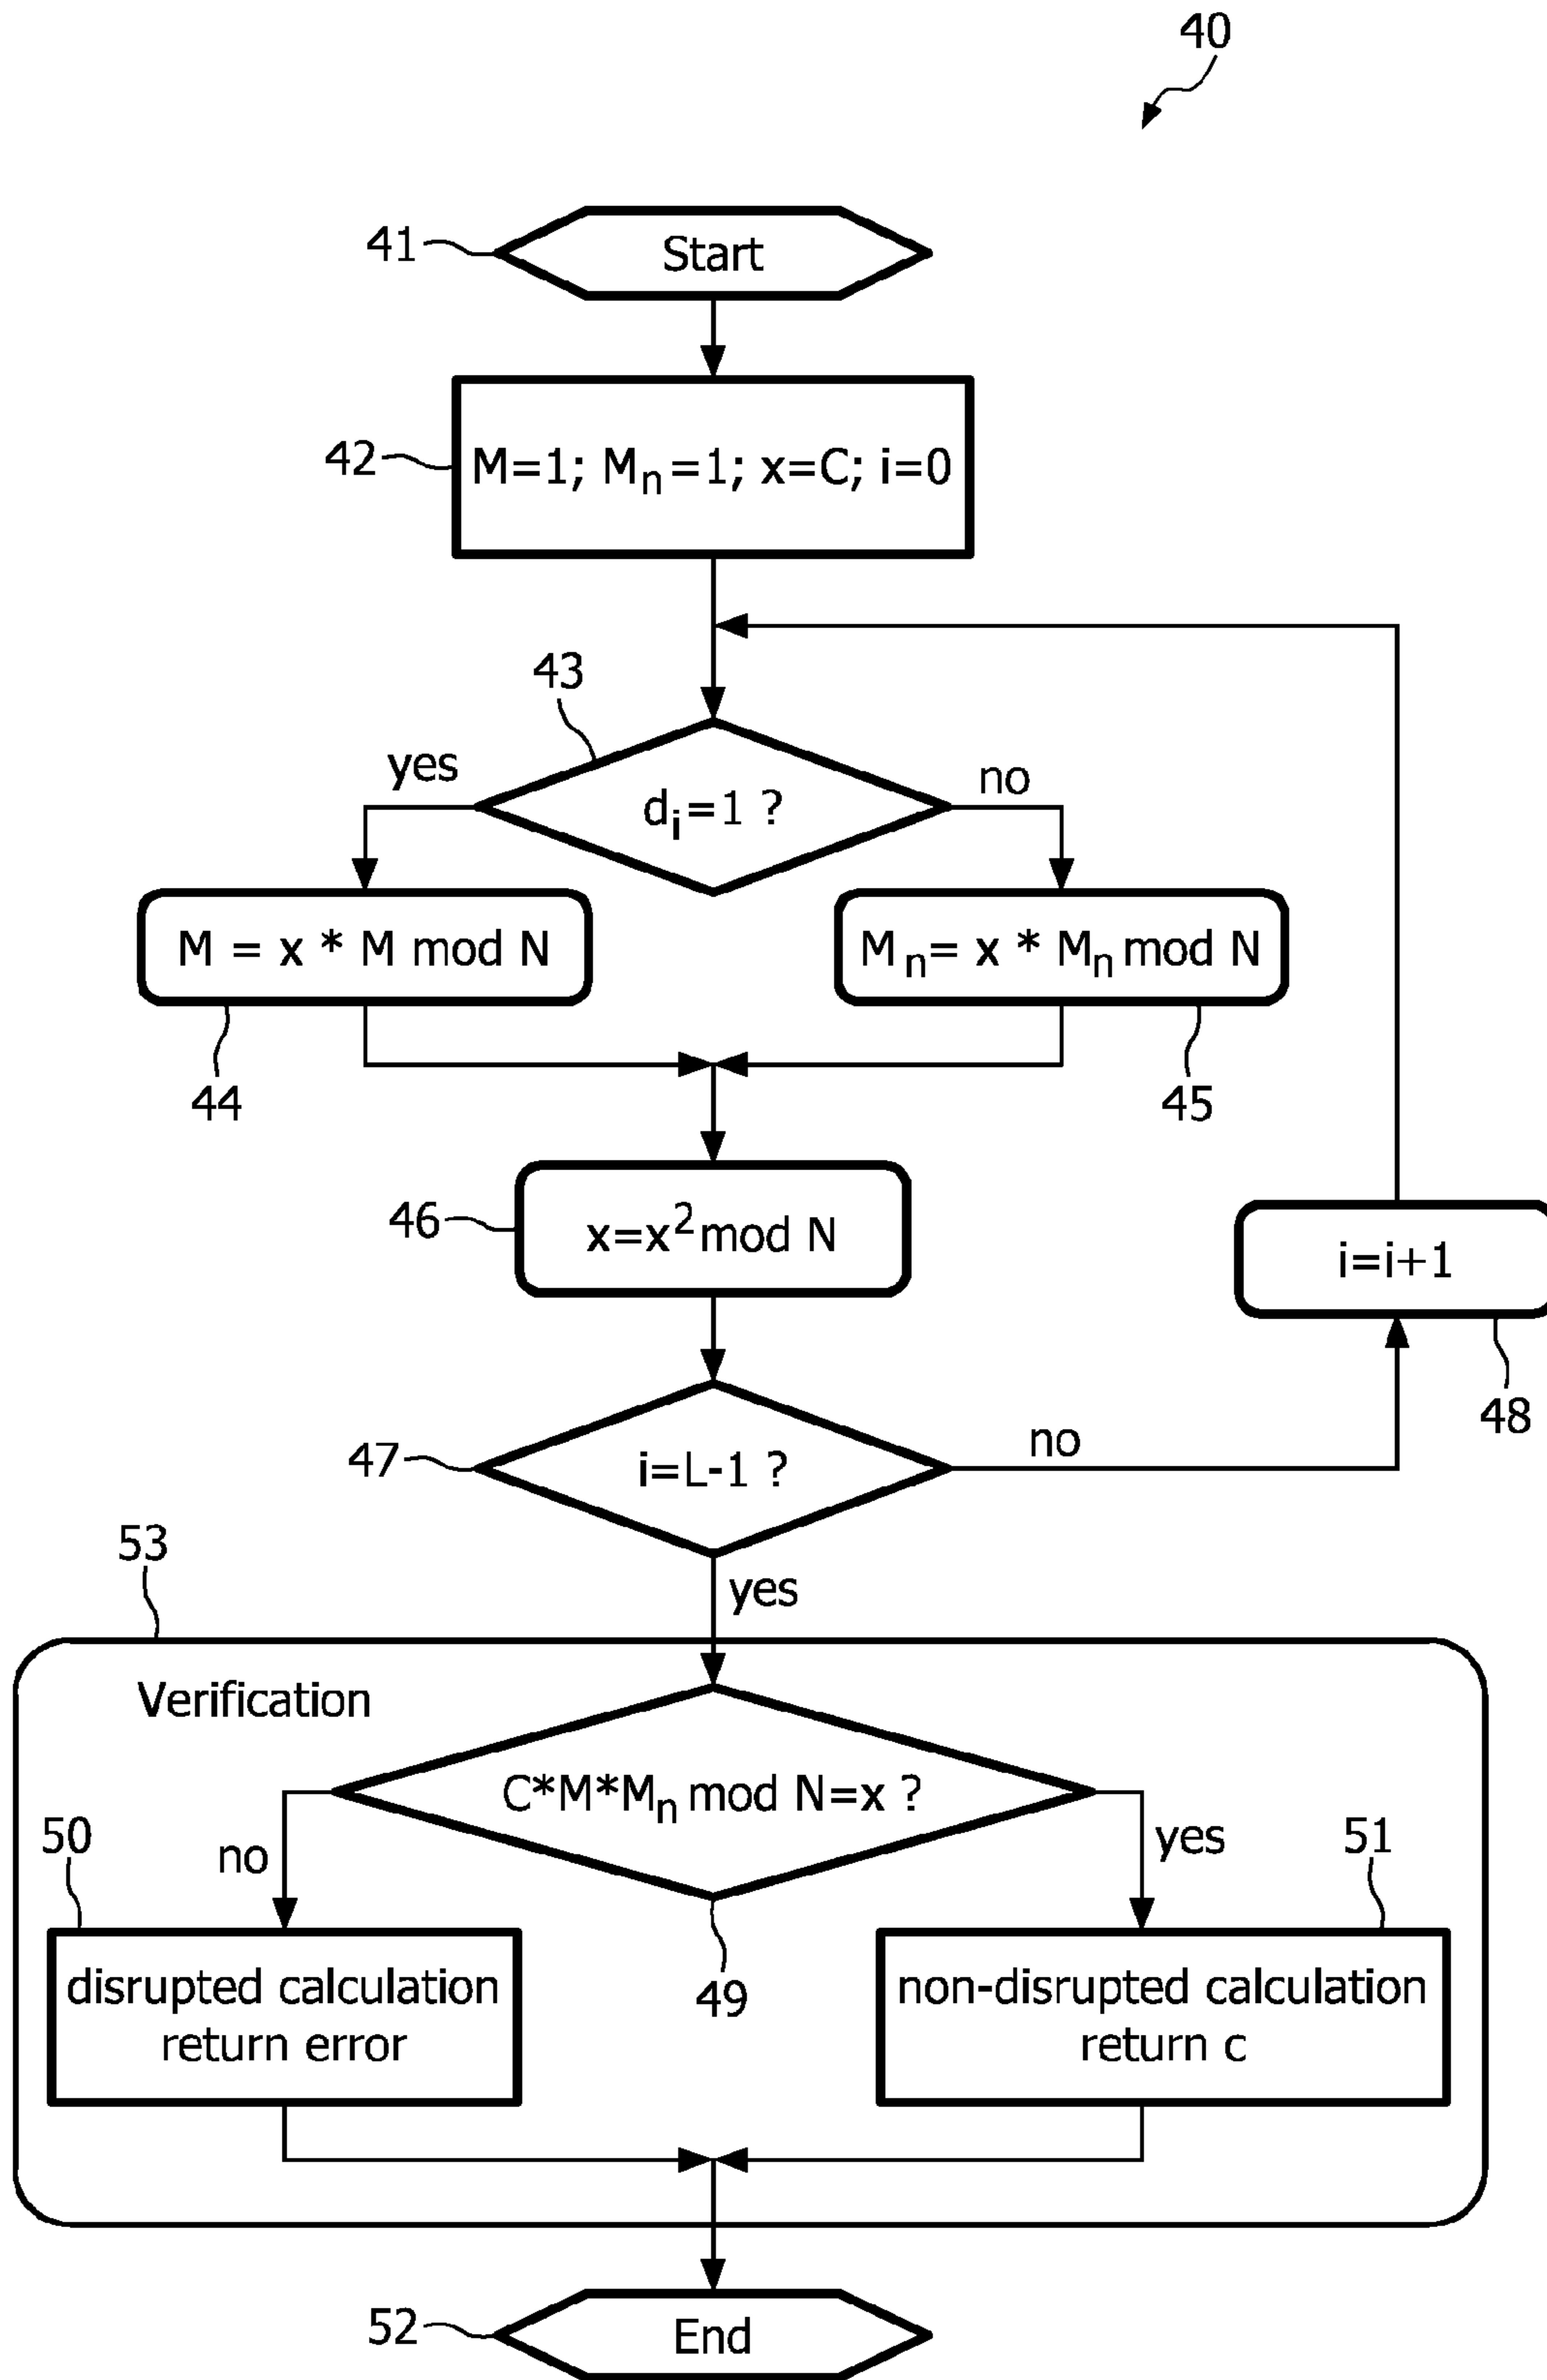 40
41
Start
42
M=1; Mn=1; x=C; i=0
43
yes
no
di=1 ?
M = x * M mod N
Mn= x * Mn mod N
44
45
46
x=x² mod N
i=i+1
48
47
i=L-1 ?
no
53
yes
Verification
C*M*Mn mod N=x ?
50
no
yes
51
49
disrupted calculation
return error
non-disrupted calculation
return c
52
End